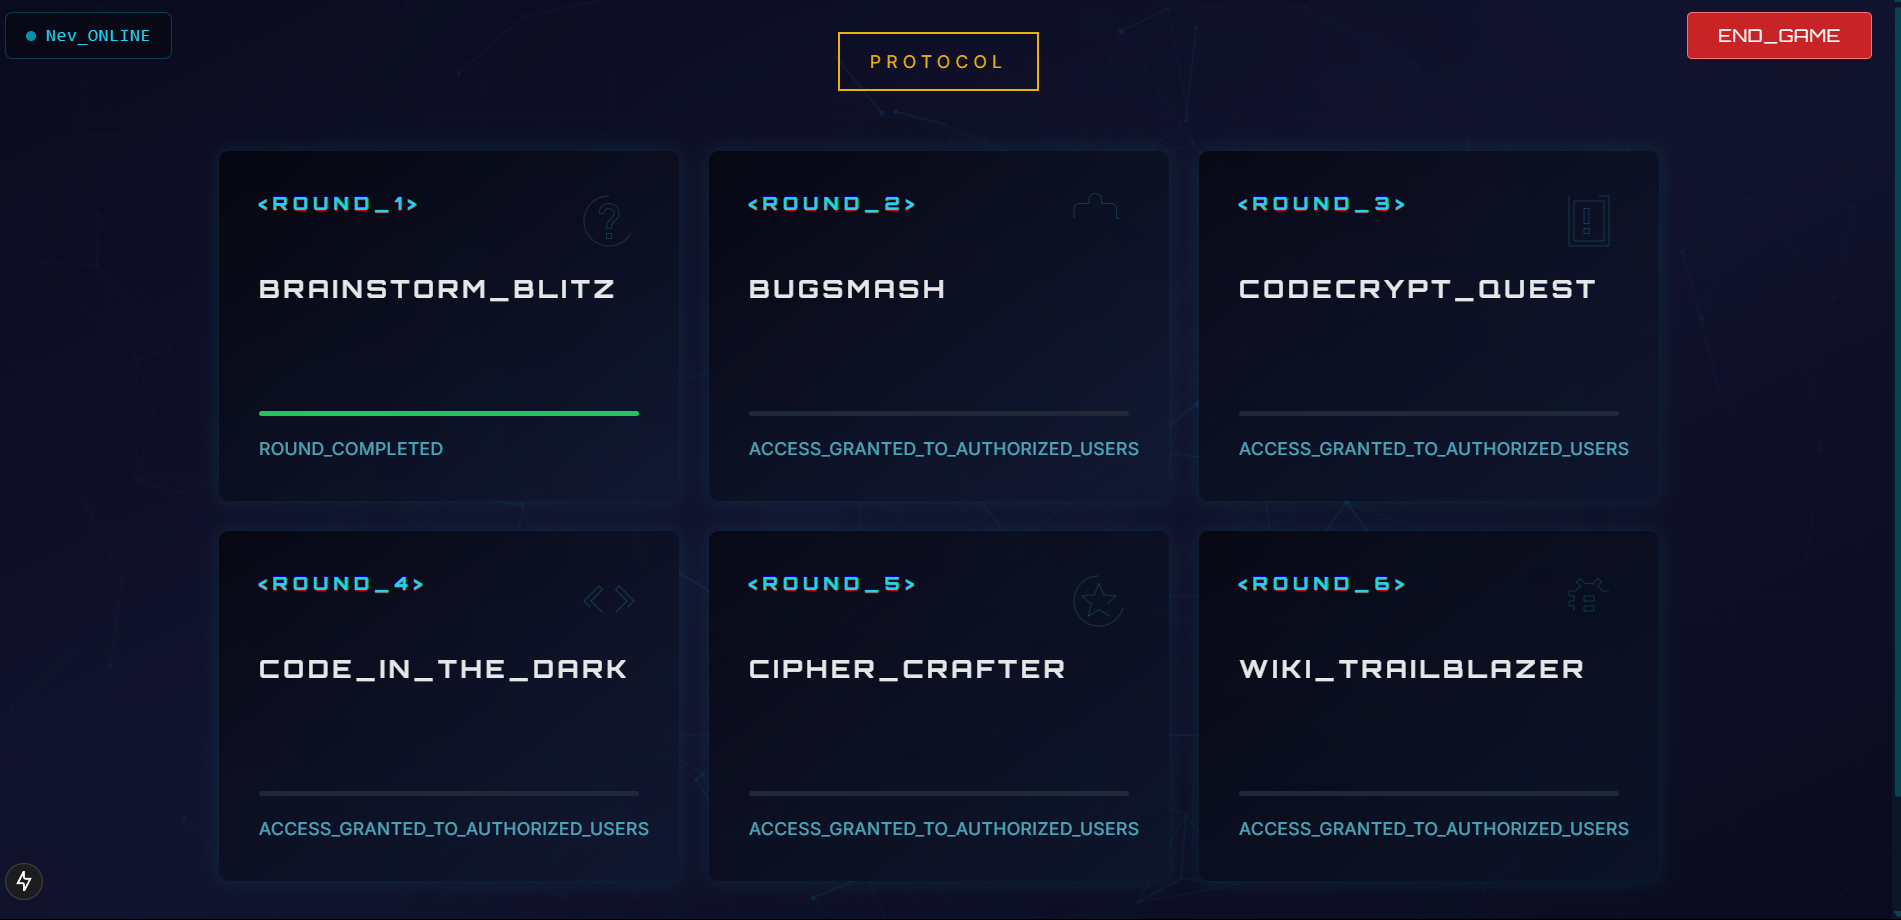 Nev_ONLINE
PROTOCOL
END_GAME
<ROUND_1>
BRAINSTORM_BLITZ
ROUND_COMPLETED
<ROUND_2>
BUGSMASH
ACCESS_GRANTED_TO_AUTHORIZED_USERS
<ROUND_3>
CODECRYPT_QUEST
ACCESS_GRANTED_TO_AUTHORIZED_USERS
<ROUND_4>
CODE_IN_THE_DARK
ACCESS_GRANTED_TO_AUTHORIZED_USERS
<ROUND_5>
CIPHER_CRAFTER
ACCESS_GRANTED_TO_AUTHORIZED_USERS
<ROUND_6>
WIKI_TRAILBLAZER
ACCESS_GRANTED_TO_AUTHORIZED_USERS